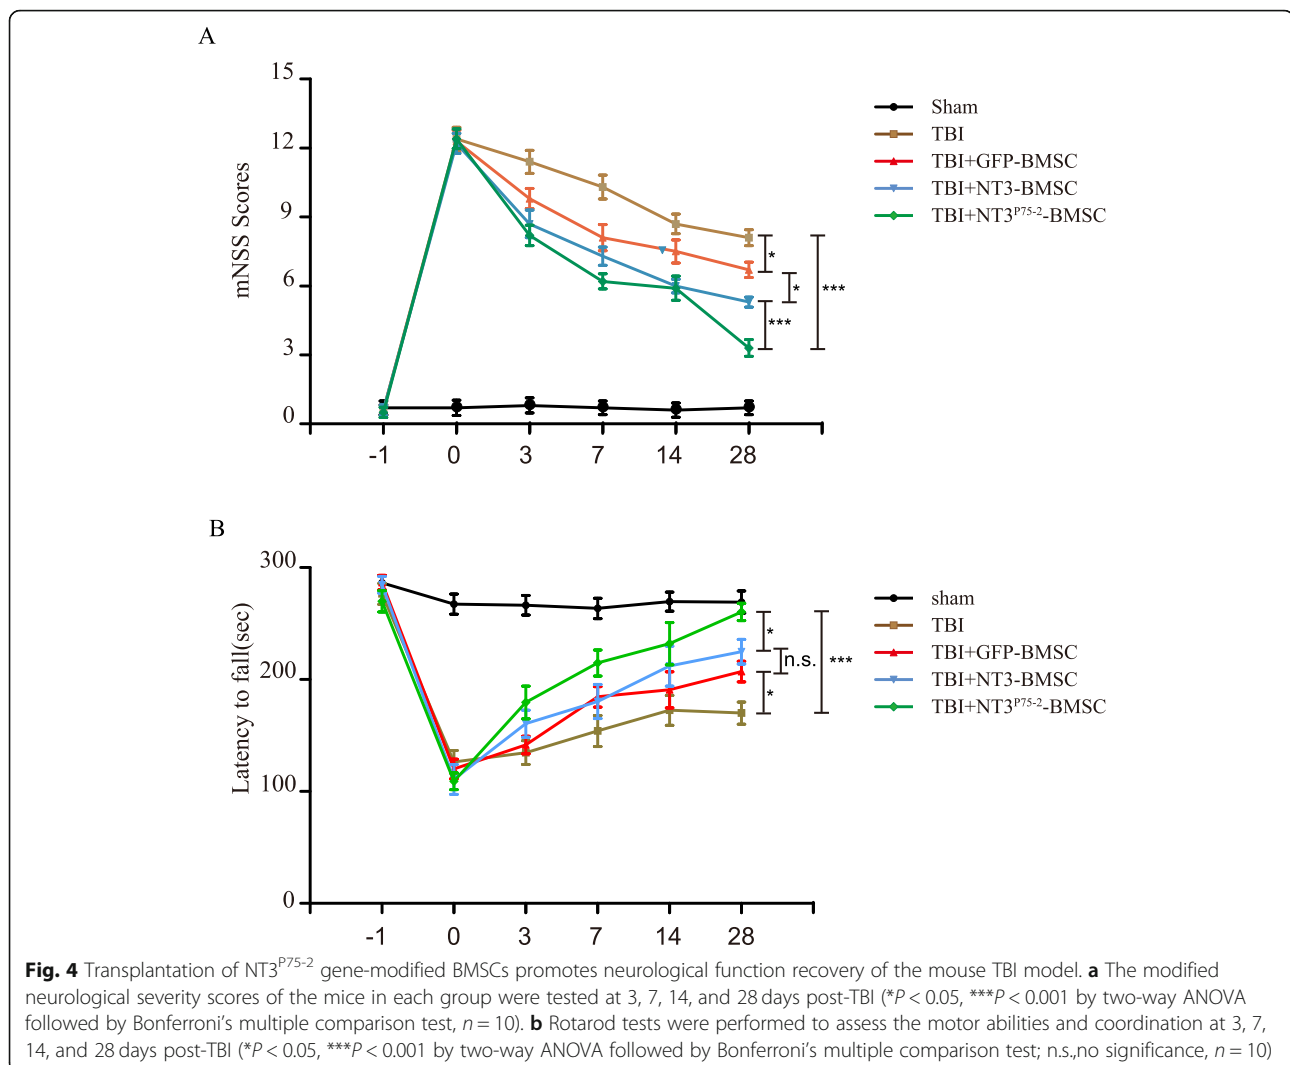 A
15
12
9
6
3
0
mNSS Scores
-1 0 3 7 14 28
*
*
***
***
Sham
TBI
TBI+GFP-BMSC
TBI+NT3-BMSC
TBI+NT3P75-2-BMSC
B
300
200
100
0
Latency to fall(sec)
-1 0 3 7 14 28
*
n.s.
*
***
sham
TBI
TBI+GFP-BMSC
TBI+NT3-BMSC
TBI+NT3P75-2-BMSC
Fig. 4 Transplantation of NT3P75-2 gene-modified BMSCs promotes neurological function recovery of the mouse TBI model. a The modified
neurological severity scores of the mice in each group were tested at 3, 7, 14, and 28 days post-TBI (*P < 0.05, ***P < 0.001 by two-way ANOVA
followed by Bonferroni's multiple comparison test, n = 10). b Rotarod tests were performed to assess the motor abilities and coordination at 3, 7,
14, and 28 days post-TBI (*P < 0.05, ***P < 0.001 by two-way ANOVA followed by Bonferroni's multiple comparison test; n.s.,no significance, n = 10)